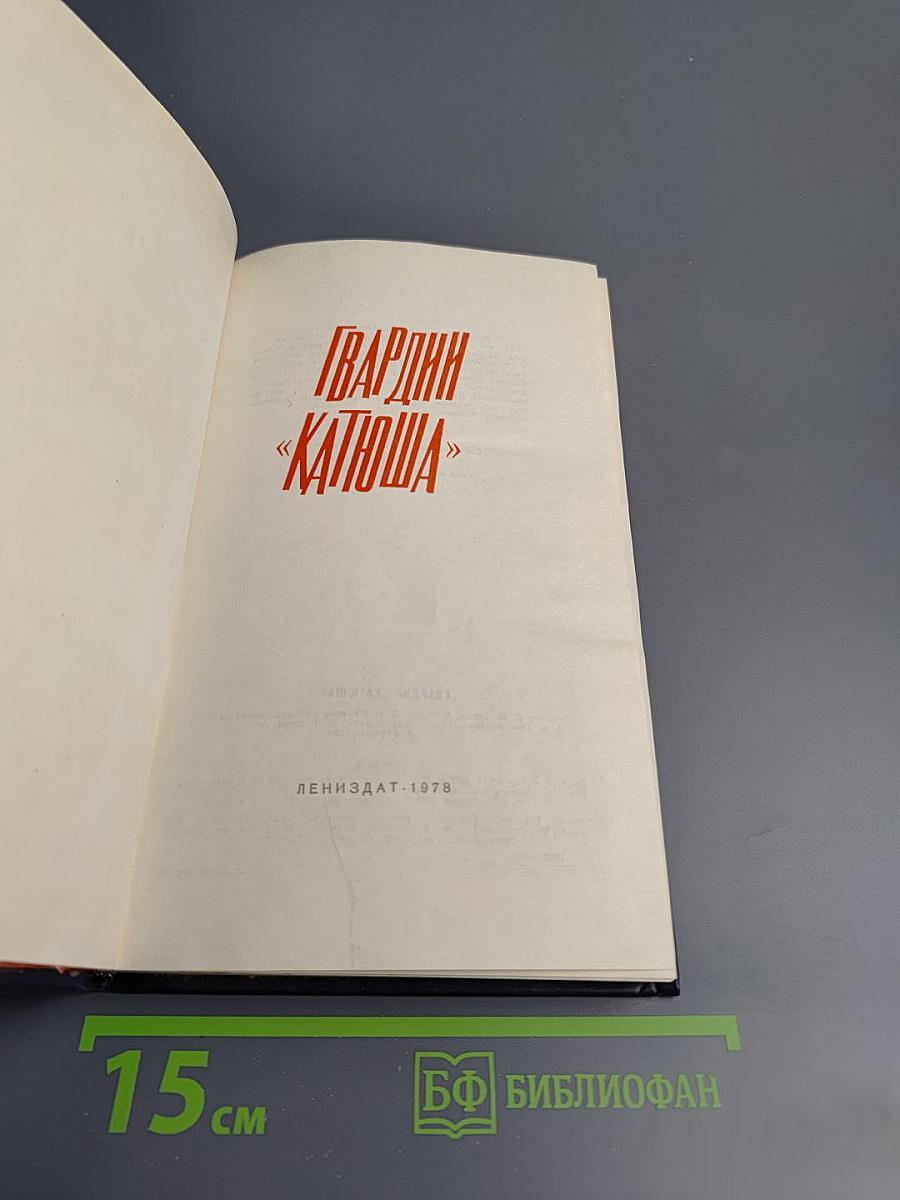 ГВАРДИИ
«КАТЮША»
ЛЕНИЗДАТ·1978
15 см
БФ БИБЛИОФАН